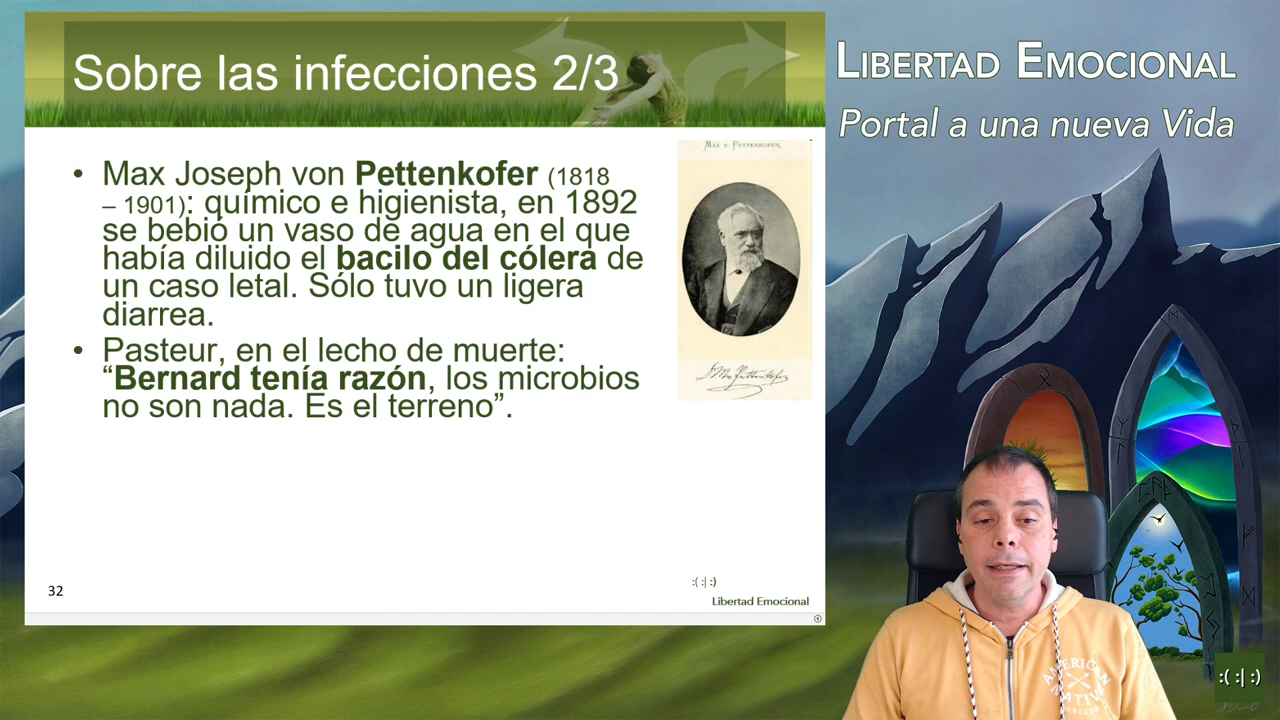 Sobre las infecciones 2/3
LIBERTAD EMOCIONAL
Portal a una nueva Vida
MAX V. PETTENKOFER
• Max Joseph von Pettenkofer (1818
– 1901): químico e higienista, en 1892
se bebió un vaso de agua en el que
había diluido el bacilo del cólera de
un caso letal. Sólo tuvo un ligera
diarrea.
• Pasteur, en el lecho de muerte:
“Bernard tenía razón, los microbios
no son nada. Es el terreno”.
32
:( :| :)
Libertad Emocional
AMERICAN
NATIVE
:( :| :)